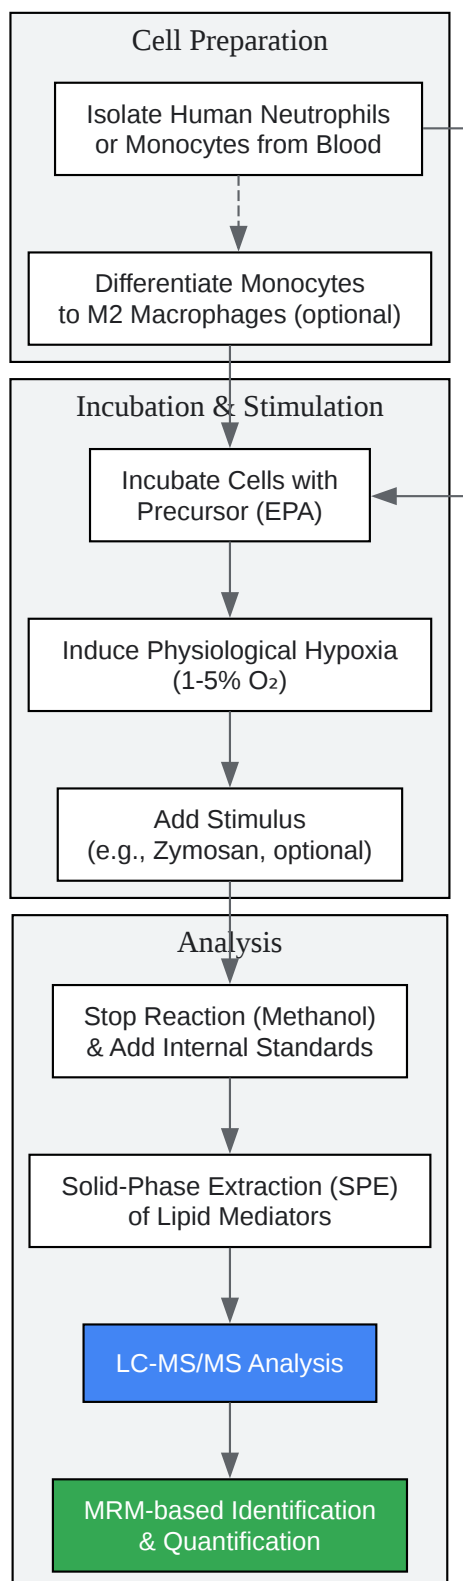 Cell Preparation
Isolate Human Neutrophils
or Monocytes from Blood
Differentiate Monocytes
to M2 Macrophages (optional)
Incubation & Stimulation
Incubate Cells with
Precursor (EPA)
Induce Physiological Hypoxia
(1-5% O₂)
Add Stimulus
(e.g., Zymosan, optional)
Analysis
Stop Reaction (Methanol)
& Add Internal Standards
Solid-Phase Extraction (SPE)
of Lipid Mediators
LC-MS/MS Analysis
MRM-based Identification
& Quantification